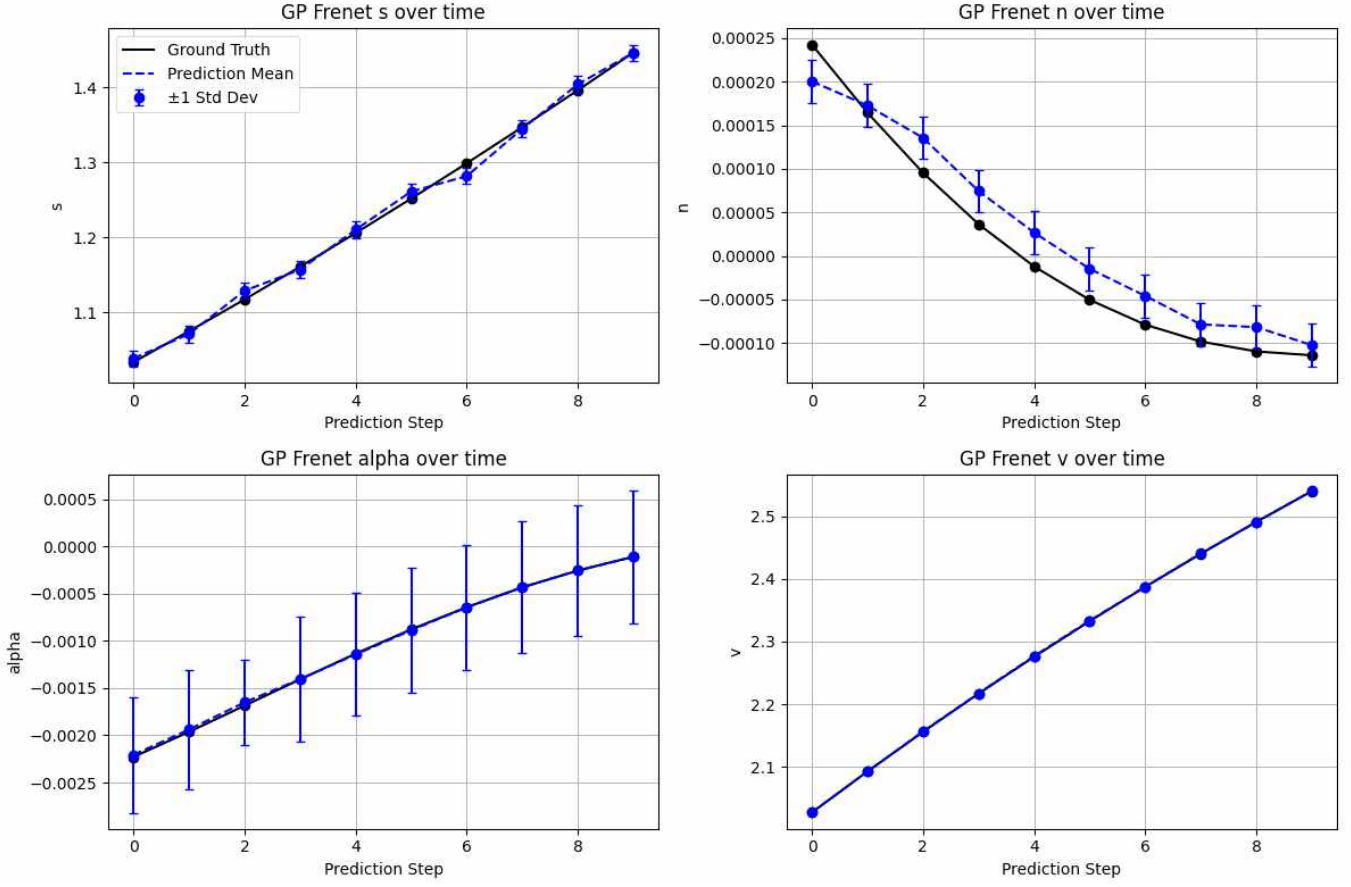 GP Frenet s over time
Ground Truth
Prediction Mean
±1 Std Dev
1.4
1.3
1.2
1.1
s
0 2 4 6 8
Prediction Step
GP Frenet n over time
0.00025
0.00020
0.00015
0.00010
0.00005
0.00000
−0.00005
−0.00010
n
0 2 4 6 8
Prediction Step
GP Frenet alpha over time
0.0005
0.0000
−0.0005
−0.0010
−0.0015
−0.0020
−0.0025
alpha
0 2 4 6 8
Prediction Step
GP Frenet v over time
2.5
2.4
2.3
2.2
2.1
v
0 2 4 6 8
Prediction Step